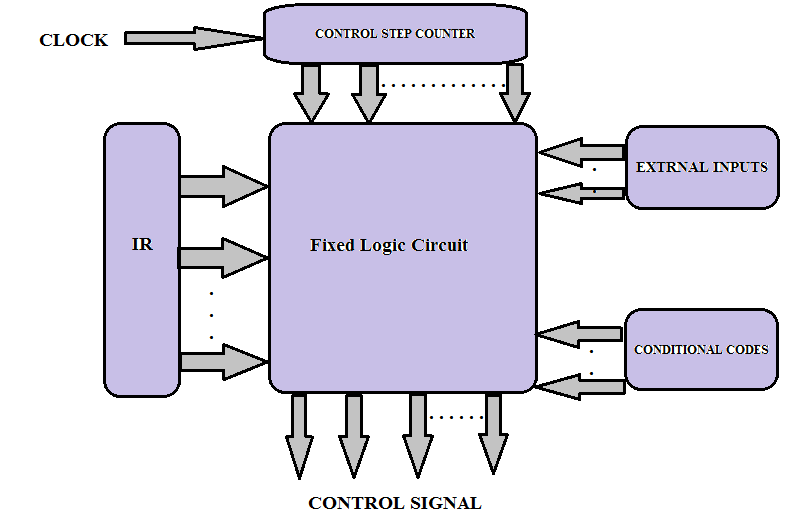 CONTROL STEP COUNTER
CLOCK
EXTRNAL INPUTS
IR
Fixed Logic Circuit
CONDITIONAL CODES
CONTROL SIGNAL